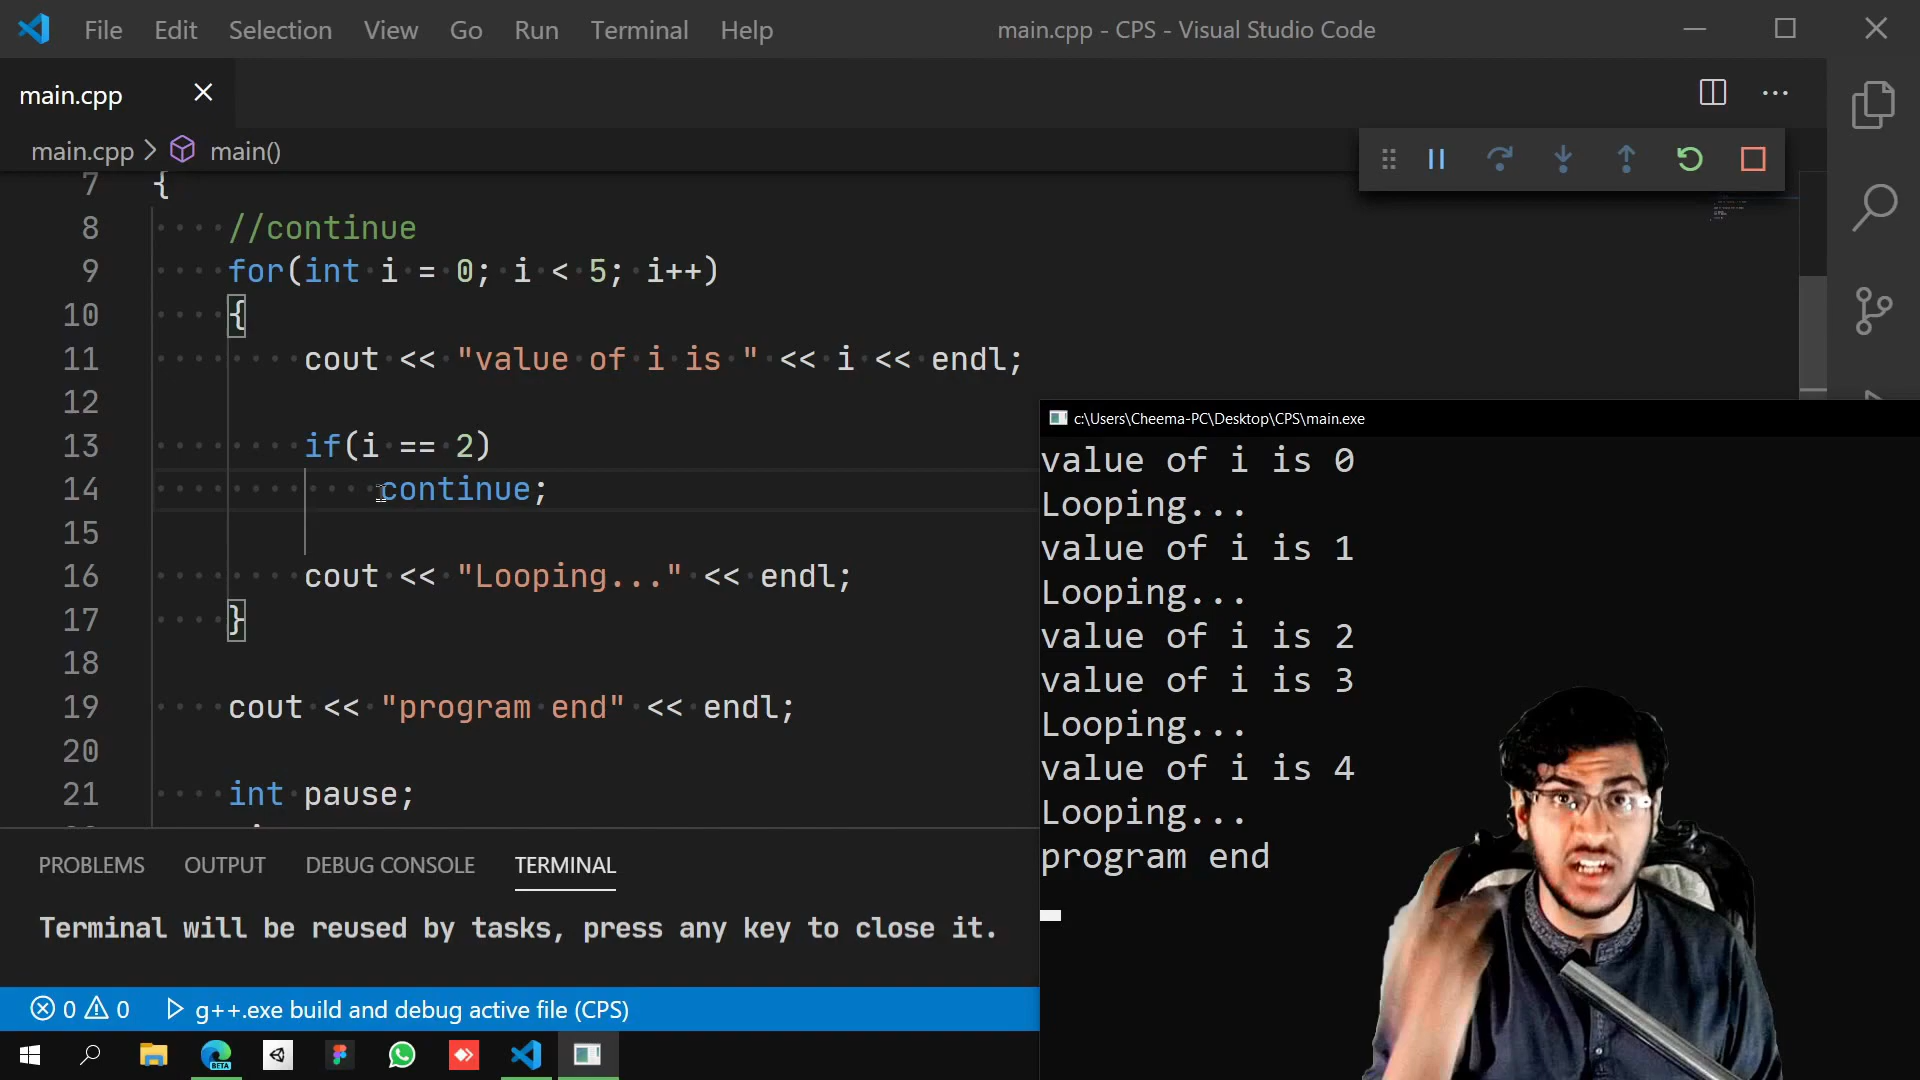 File Edit Selection View Go Run Terminal Help main.cpp - CPS - Visual Studio Code
main.cpp
main.cpp > main()
7 {
8 //continue
9 for(int i = 0; i < 5; i++)
10 {
11 cout << "value of i is " << i << endl;
12
13 if(i == 2)
14 continue;
15
16 cout << "Looping..." << endl;
17 }
18
19 cout << "program end" << endl;
20
21 int pause;
c:\Users\Cheema-PC\Desktop\CPS\main.exe
value of i is 0
Looping...
value of i is 1
Looping...
value of i is 2
value of i is 3
Looping...
value of i is 4
Looping...
program end
PROBLEMS OUTPUT DEBUG CONSOLE TERMINAL
Terminal will be reused by tasks, press any key to close it.
0 0 g++.exe build and debug active file (CPS)
BETA